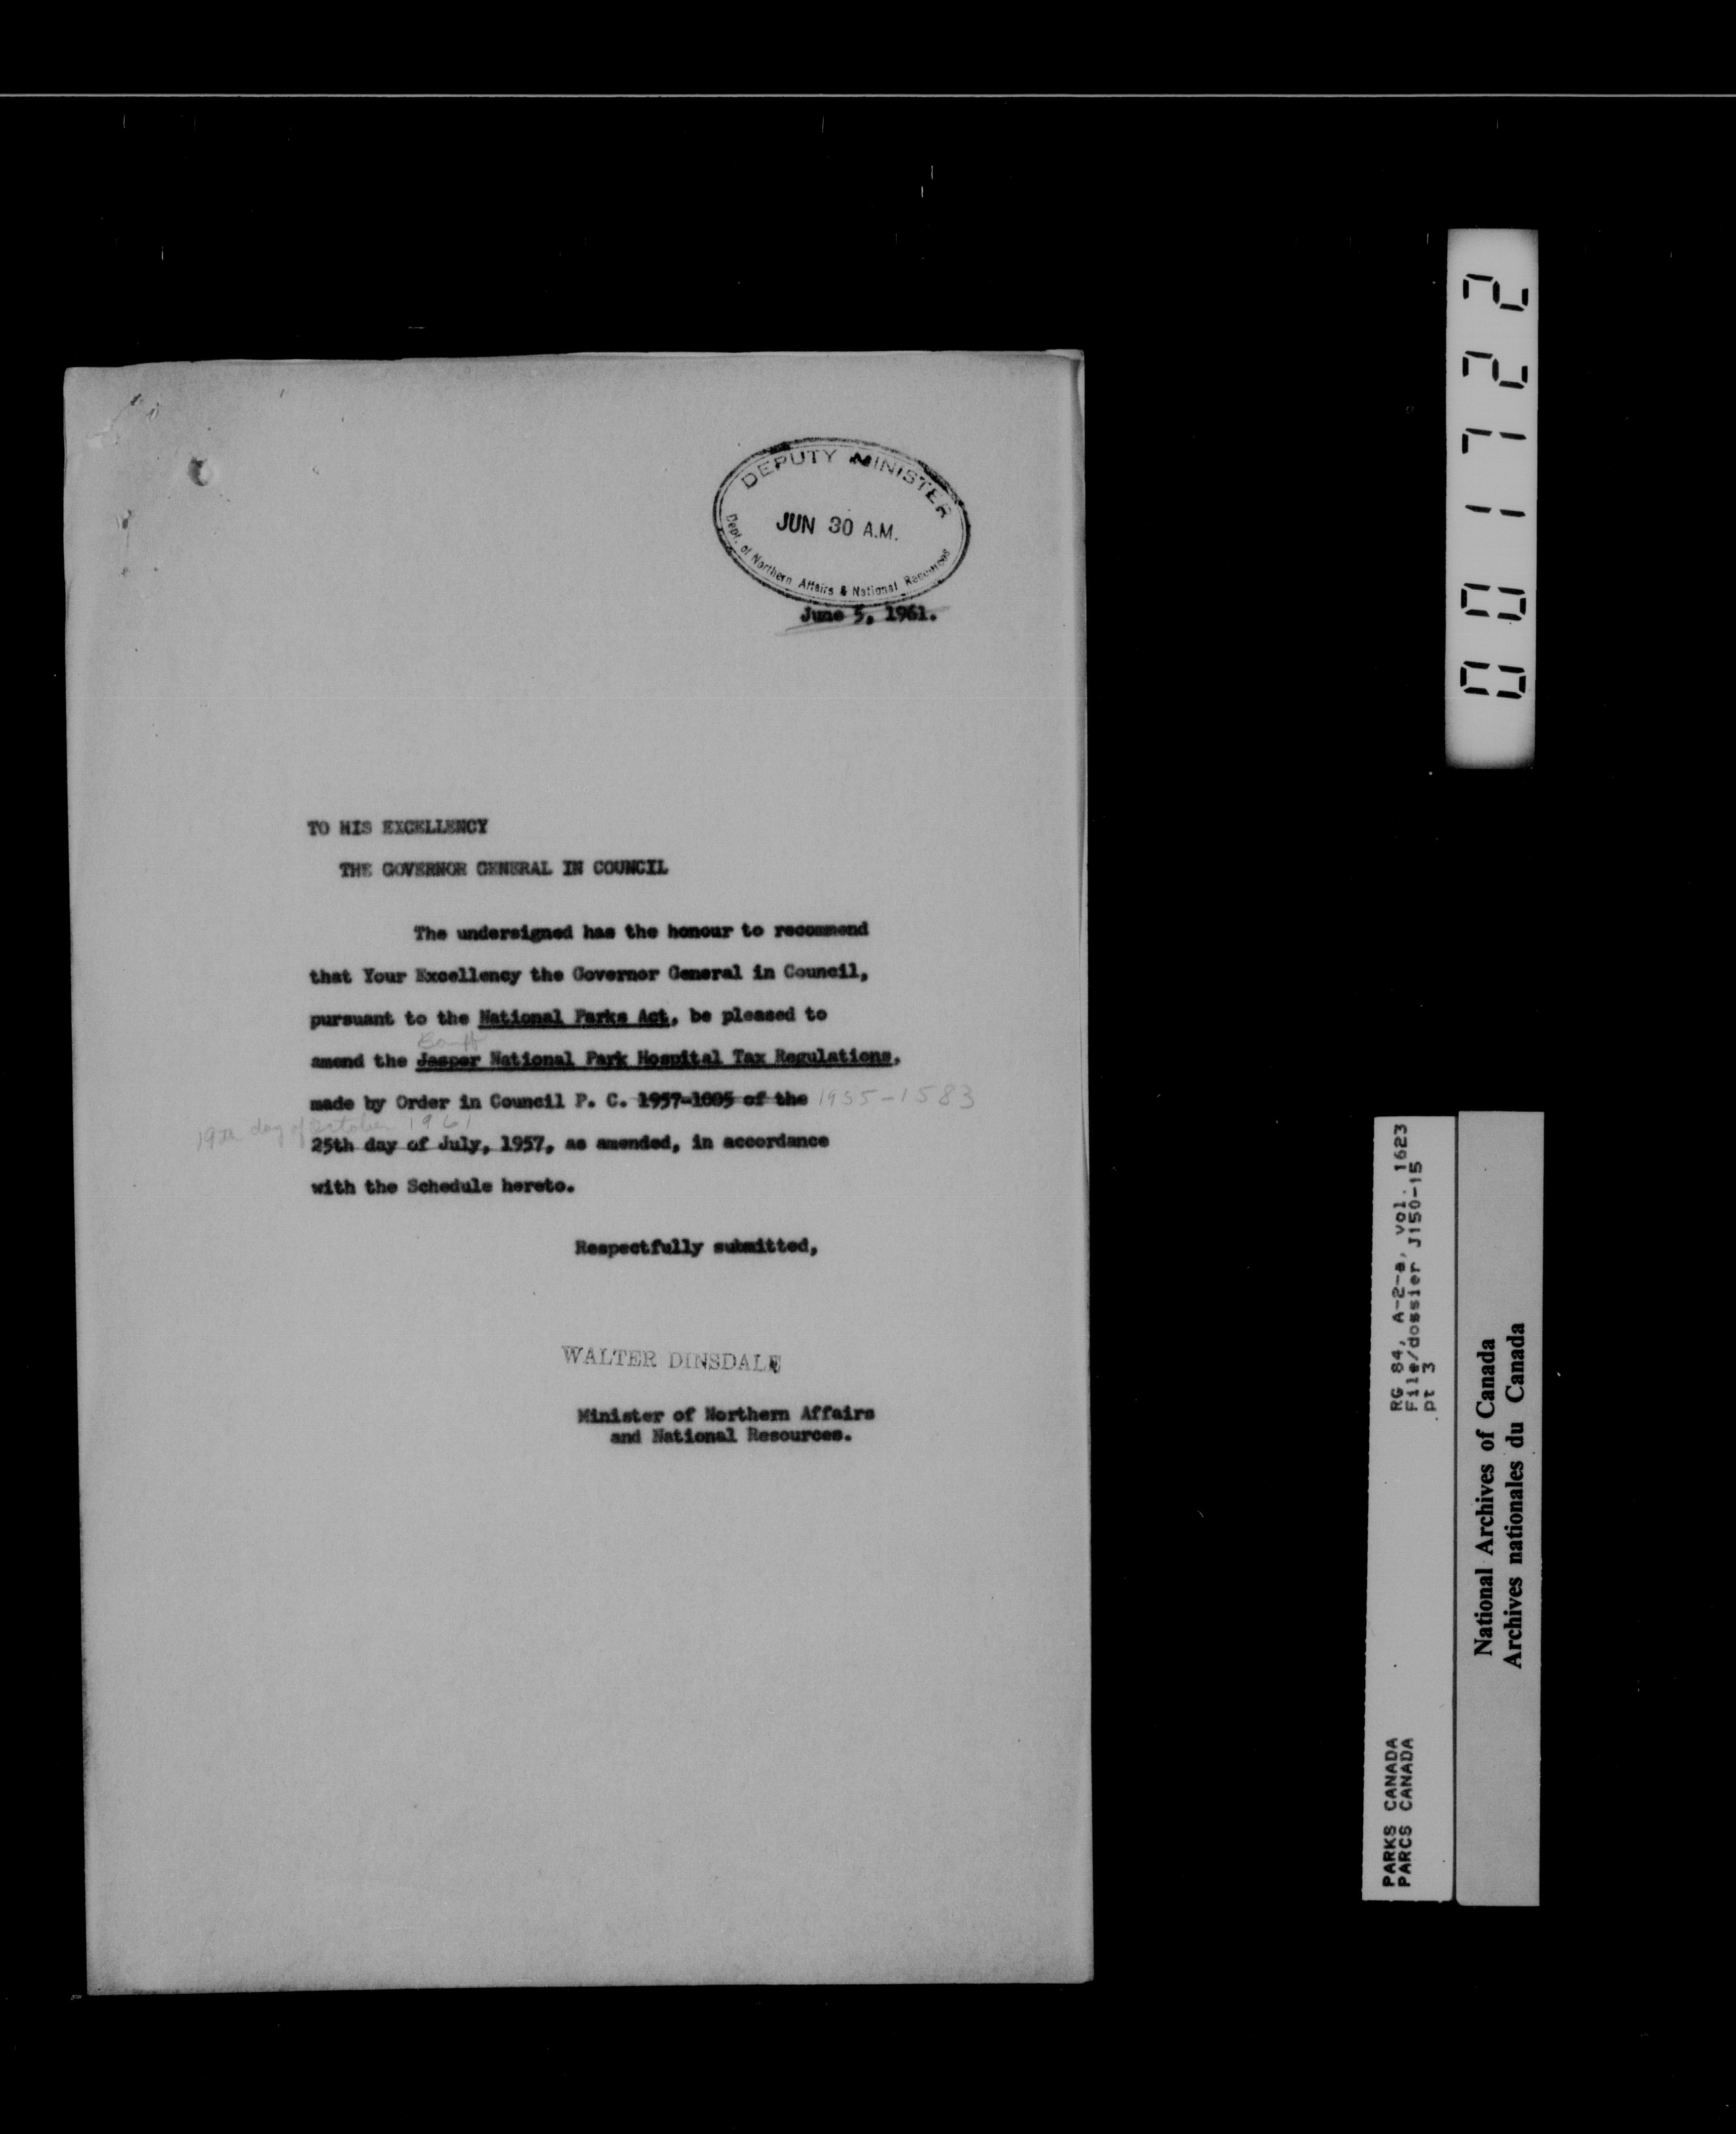 DEPUTY MINISTER
JUN 30 A.M.
Dept. of Northern Affairs & National Resources
June 5, 1961.
TO HIS EXCELLENCY
THE GOVERNOR GENERAL IN COUNCIL
The undersigned has the honour to recommend
that Your Excellency the Governor General in Council,
pursuant to the National Parks Act, be pleased to
Banff
amend the Jasper National Park Hospital Tax Regulations,
made by Order in Council P. C. 1957-1005 of the 1955-1583
19th day of October 1961
25th day of July, 1957, as amended, in accordance
with the Schedule hereto.
Respectfully submitted,
WALTER DINSDALE
Minister of Northern Affairs
and National Resources.
001722
RG 84, A-2-a, vol. 1623
File/dossier J150-15
pt 3
PARKS CANADA
PARCS CANADA
National Archives of Canada
Archives nationales du Canada